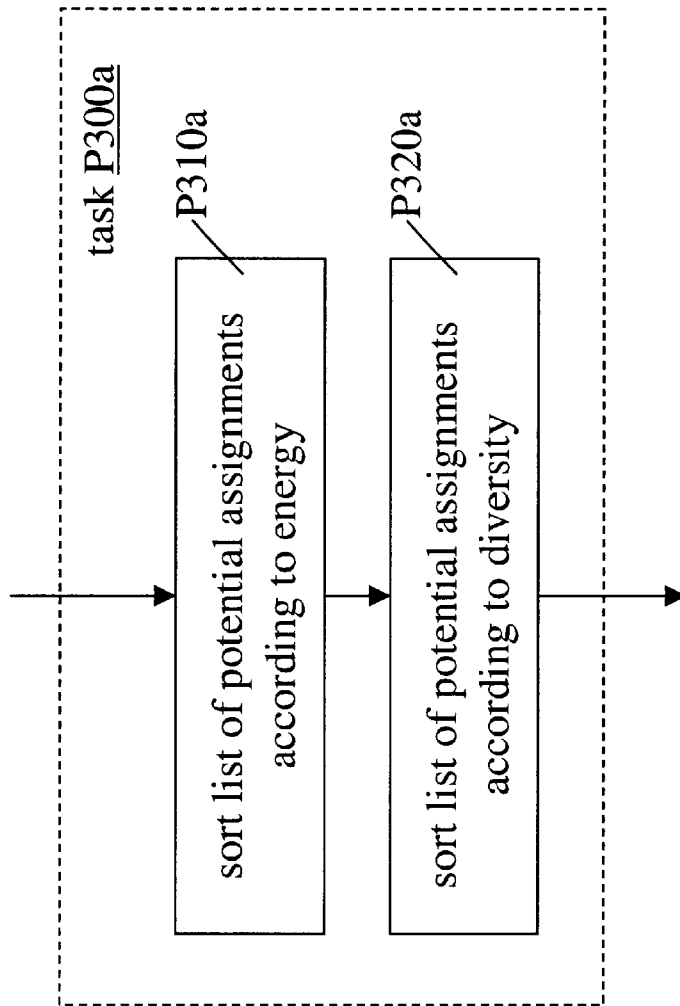 task P300a
P310a
sort list of potential assignments
according to energy
P320a
sort list of potential assignments
according to diversity